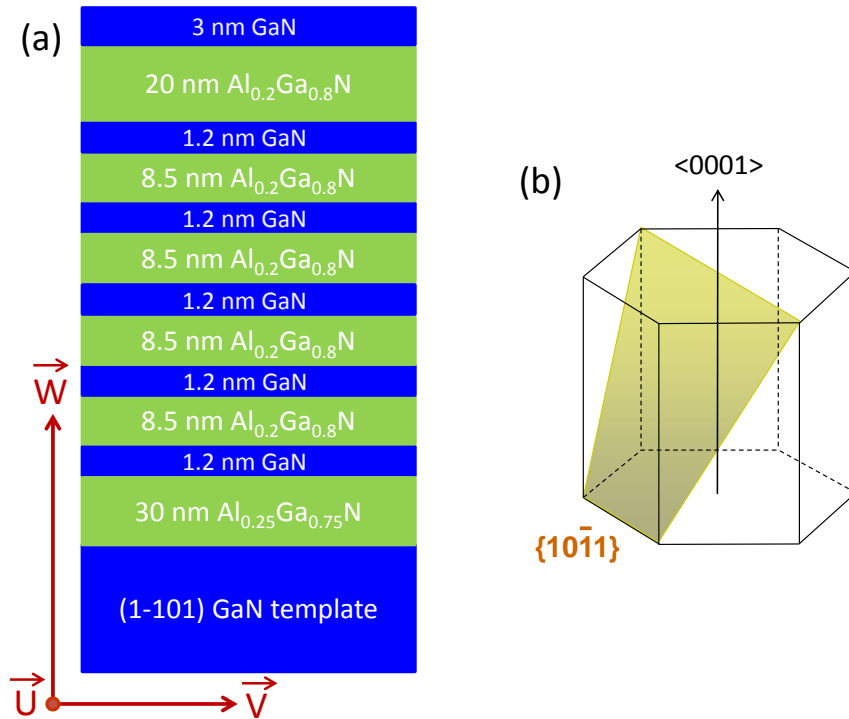 (a)
3 nm GaN
20 nm Al₀.₂Ga₀.₈N
1.2 nm GaN
8.5 nm Al₀.₂Ga₀.₈N
1.2 nm GaN
8.5 nm Al₀.₂Ga₀.₈N
1.2 nm GaN
8.5 nm Al₀.₂Ga₀.₈N
1.2 nm GaN
8.5 nm Al₀.₂Ga₀.₈N
1.2 nm GaN
30 nm Al₀.₂₅Ga₀.₇₅N
(1-101) GaN template
W⃗
U⃗
V⃗
(b)
<0001>
{101̄1}